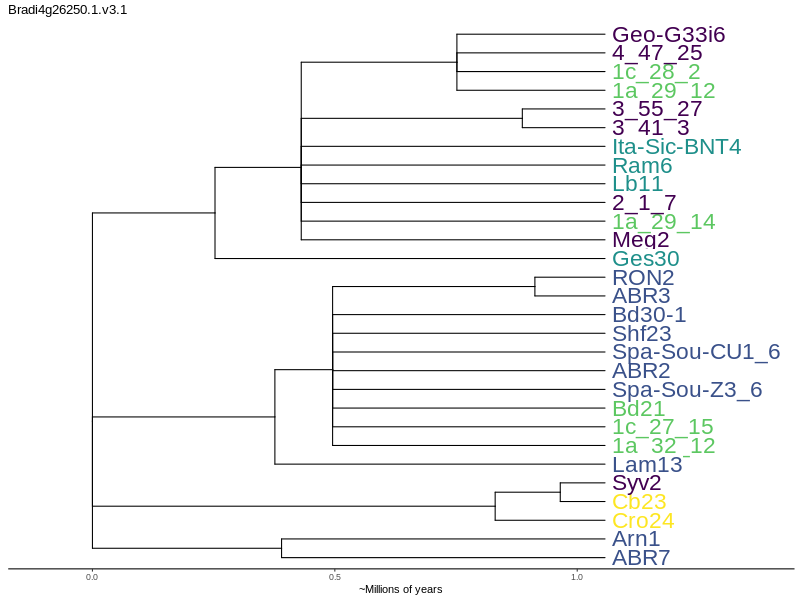 Bradi4g26250.1.v3.1
Geo-G33i6
4_47_25
1c_28_2
1a_29_12
3_55_27
3_41_3
Ita-Sic-BNT4
Ram6
Lb11
2_1_7
1a_29_14
Meg2
Ges30
RON2
ABR3
Bd30-1
Shf23
Spa-Sou-CU1_6
ABR2
Spa-Sou-Z3_6
Bd21
1c_27_15
1a_32_12
Lam13
Syv2
Cb23
Cro24
Arn1
ABR7
0.0 0.5 1.0
~Millions of years